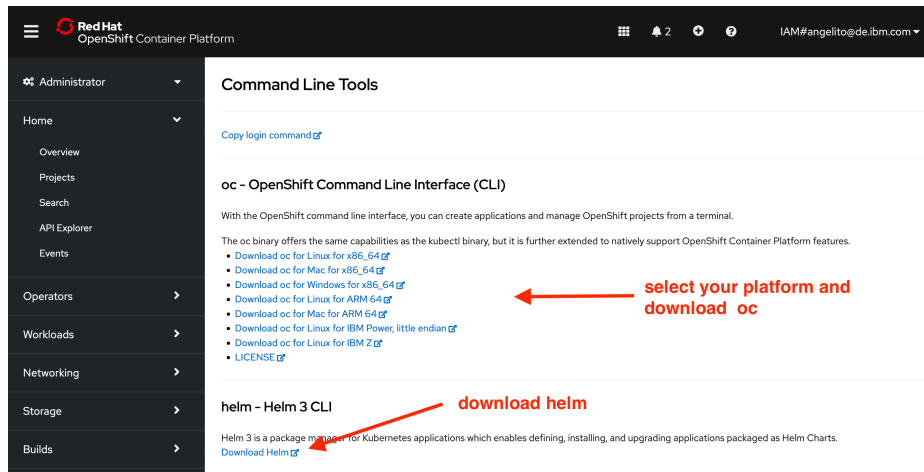 Red Hat
OpenShift Container Platform
2
IAM#angelito@de.ibm.com
Administrator
Home
Overview
Projects
Search
API Explorer
Events
Operators
Workloads
Networking
Storage
Builds
Command Line Tools
Copy login command
oc - OpenShift Command Line Interface (CLI)
With the OpenShift command line interface, you can create applications and manage OpenShift projects from a terminal.
The oc binary offers the same capabilities as the kubectl binary, but it is further extended to natively support OpenShift Container Platform features.
Download oc for Linux for x86_64
Download oc for Mac for x86_64
Download oc for Windows for x86_64
Download oc for Linux for ARM 64
Download oc for Mac for ARM 64
Download oc for Linux for IBM Power, little endian
Download oc for Linux for IBM Z
LICENSE
select your platform and
download oc
helm - Helm 3 CLI
download helm
Helm 3 is a package manager for Kubernetes applications which enables defining, installing, and upgrading applications packaged as Helm Charts.
Download Helm